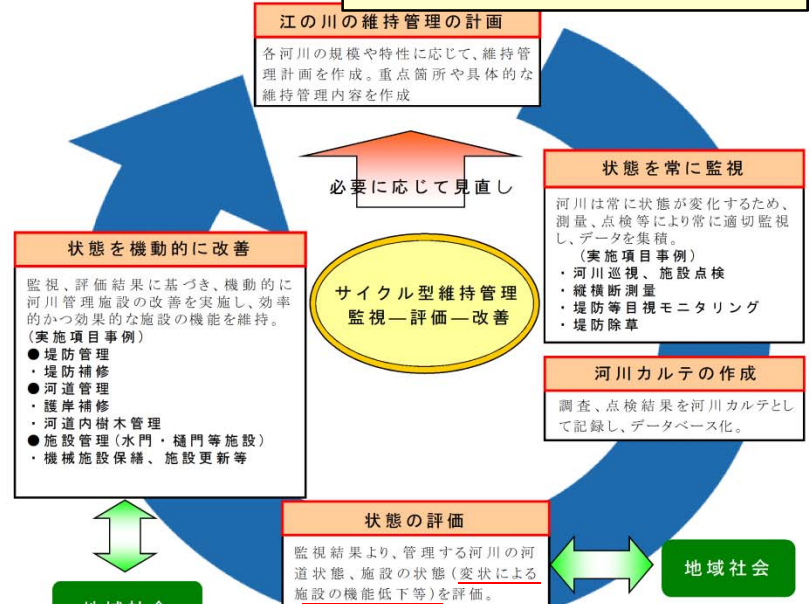 江の川の維持管理の計画
各河川の規模や特性に応じて、維持管
理計画を作成。重点箇所や具体的な
維持管理内容を作成
必要に応じて見直し
状態を常に監視
河川は常に状態が変化するため、
測量、点検等により常に適切監視
し、データを集積。
(実施項目事例)
・河川巡視、施設点検
・縦横断測量
・堤防等目視モニタリング
・堤防除草
河川カルテの作成
調査、点検結果を河川カルテとし
て記録し、データベース化。
状態を機動的に改善
監視、評価結果に基づき、機動的に
河川管理施設の改善を実施し、効率
的かつ効果的な施設の機能を維持。
(実施項目事例)
●堤防管理
・堤防補修
●河道管理
・護岸補修
・河道内樹木管理
●施設管理(水門・樋門等施設)
・機械施設保繕、施設更新等
サイクル型維持管理
監視―評価―改善
状態の評価
監視結果より、管理する河川の河
道状態、施設の状態(変状による
施設の機能低下等)を評価。
地域社会
地域社会